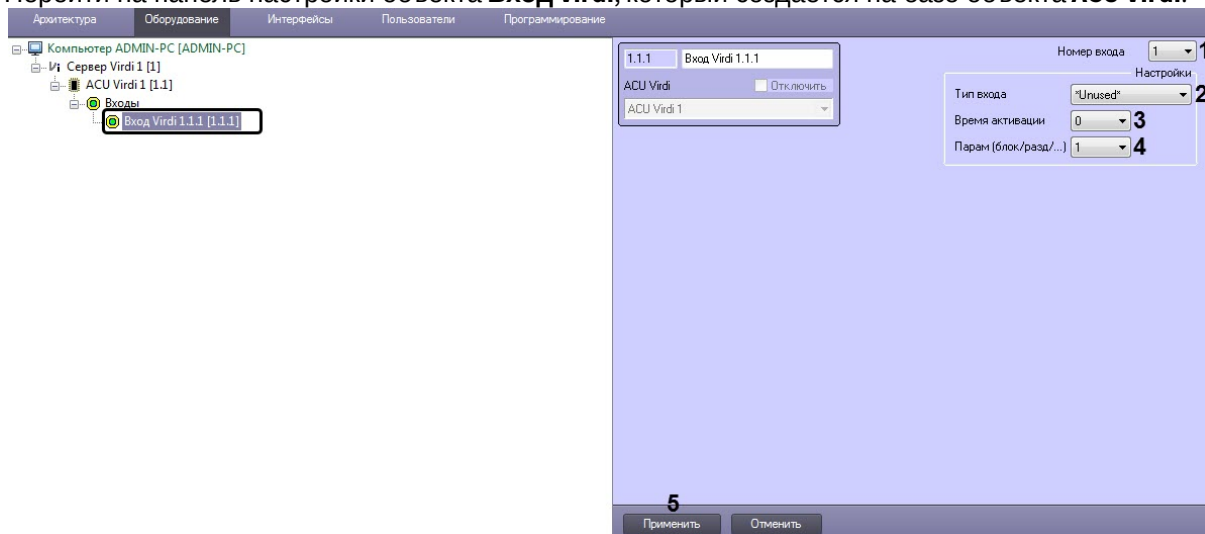 Перейти на панель настройки объекта Вход Virdi, который создается на базе объекта ACU Virdi.
Архитектура Оборудование Интерфейсы Пользователи Программирование
Компьютер ADMIN-PC [ADMIN-PC]
Сервер Virdi 1 [1]
ACU Virdi 1 [1.1]
Входы
Вход Virdi 1.1.1 [1.1.1]
1.1.1 Вход Virdi 1.1.1
ACU Virdi Отключить
ACU Virdi 1
Номер входа 1 1
Настройки
Тип входа *Unused* 2
Время активации 0 3
Парам (блок/разд/...) 1 4
5
Применить Отменить